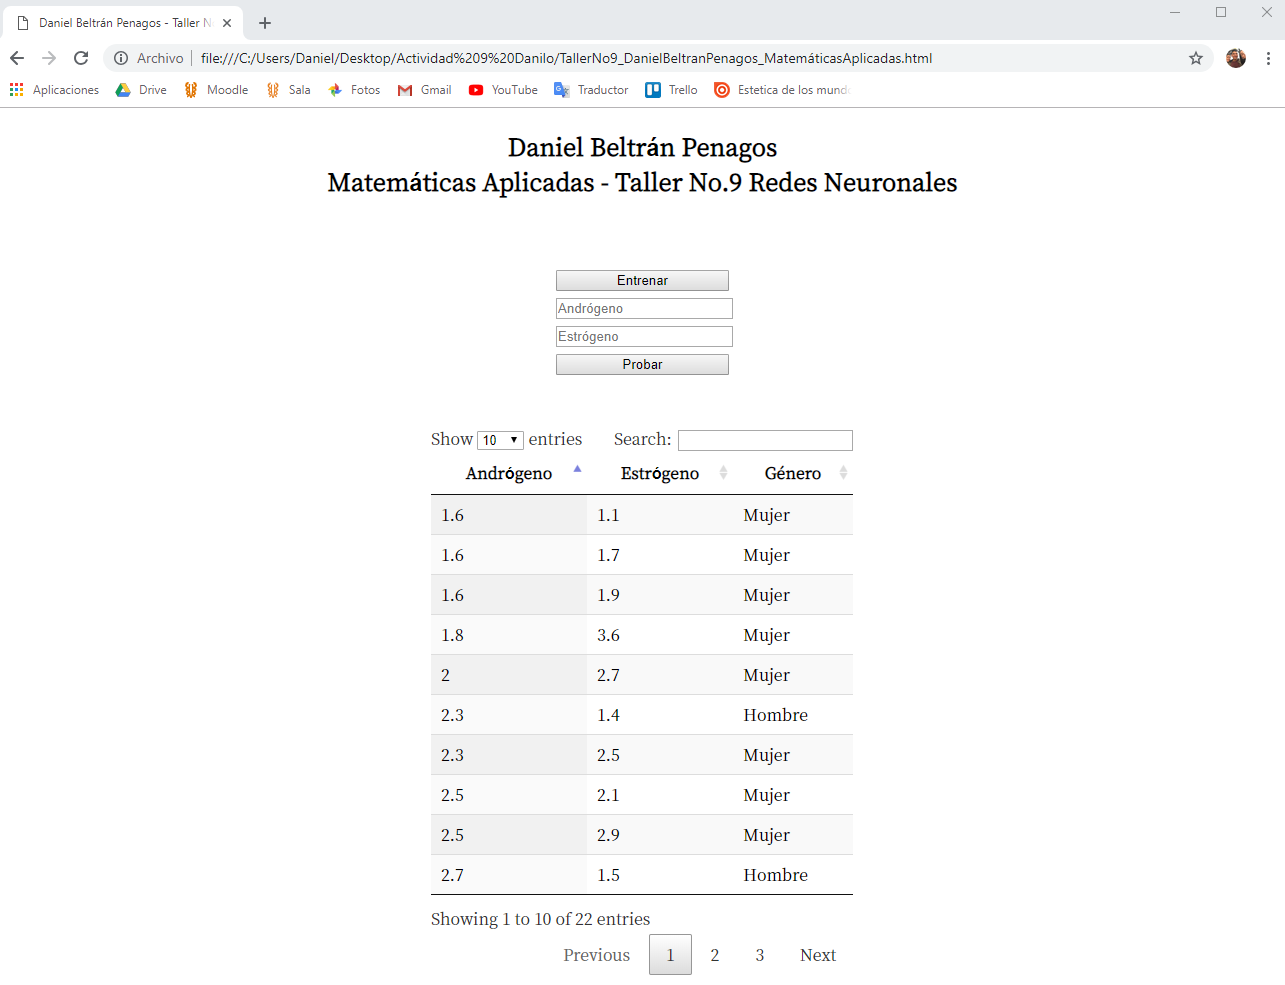 Daniel Beltrán Penagos - Taller N
Archivo file:///C:/Users/Daniel/Desktop/Actividad%209%20Danilo/TallerNo9_DanielBeltranPenagos_MatemáticasAplicadas.html
Aplicaciones Drive Moodle Sala Fotos Gmail YouTube Traductor Trello Estetica de los mundo
Daniel Beltrán Penagos
Matemáticas Aplicadas - Taller No.9 Redes Neuronales
Entrenar
Andrógeno
Estrógeno
Probar
Show 10 entries Search:
Andrógeno Estrógeno Género
1.6 1.1 Mujer
1.6 1.7 Mujer
1.6 1.9 Mujer
1.8 3.6 Mujer
2 2.7 Mujer
2.3 1.4 Hombre
2.3 2.5 Mujer
2.5 2.1 Mujer
2.5 2.9 Mujer
2.7 1.5 Hombre
Showing 1 to 10 of 22 entries
Previous 1 2 3 Next